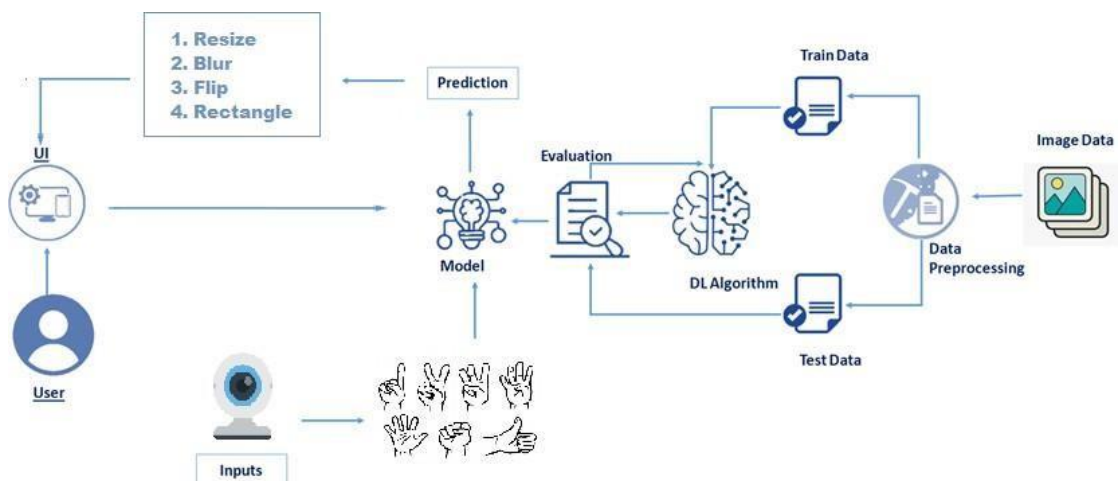 1. Resize
2. Blur
3. Flip
4. Rectangle
Prediction
Train Data
UI
Evaluation
Image Data
Model
DL Algorithm
Data
Preprocessing
User
Test Data
Inputs